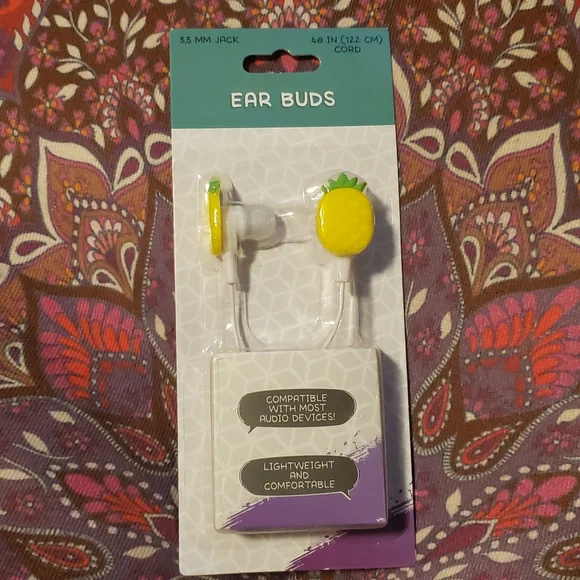 3.5 MM JACK
48 IN (122 CM)
CORD
EAR BUDS
COMPATIBLE
WITH MOST
AUDIO DEVICES!
LIGHTWEIGHT
AND
COMFORTABLE